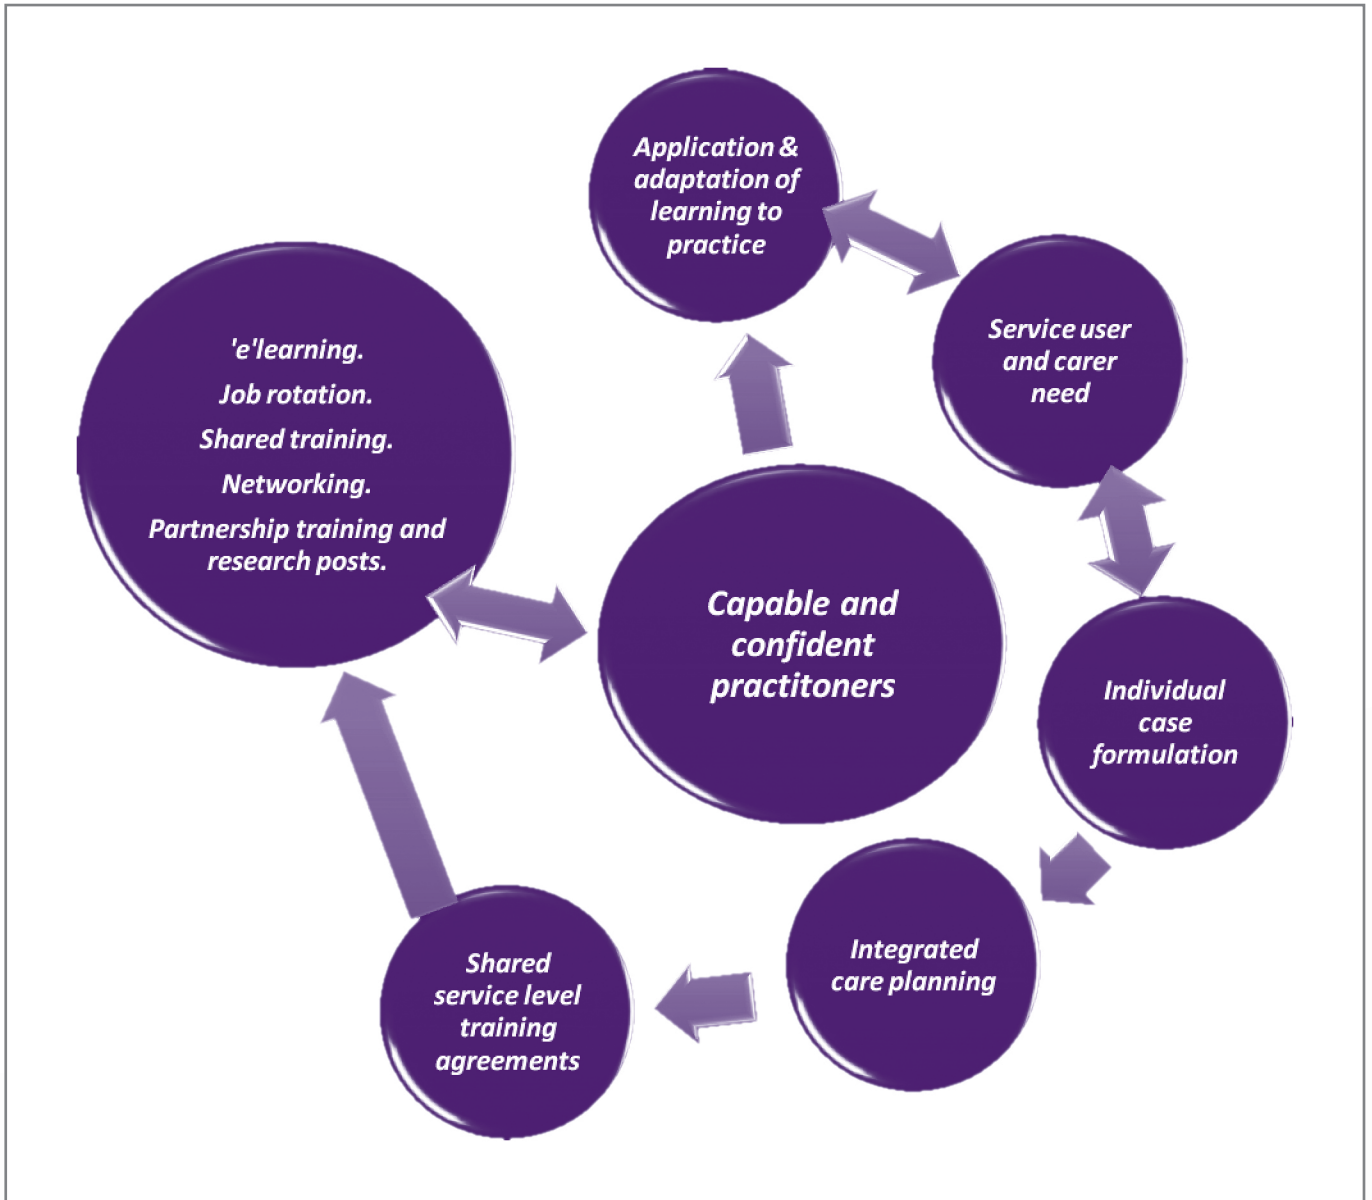 Application &
adaptation of
learning to
practice
Service user
and carer
need
'e'learning.
Job rotation.
Shared training.
Networking.
Partnership training and
research posts.
Capable and
confident
practitoners
Individual
case
formulation
Integrated
care planning
Shared
service level
training
agreements